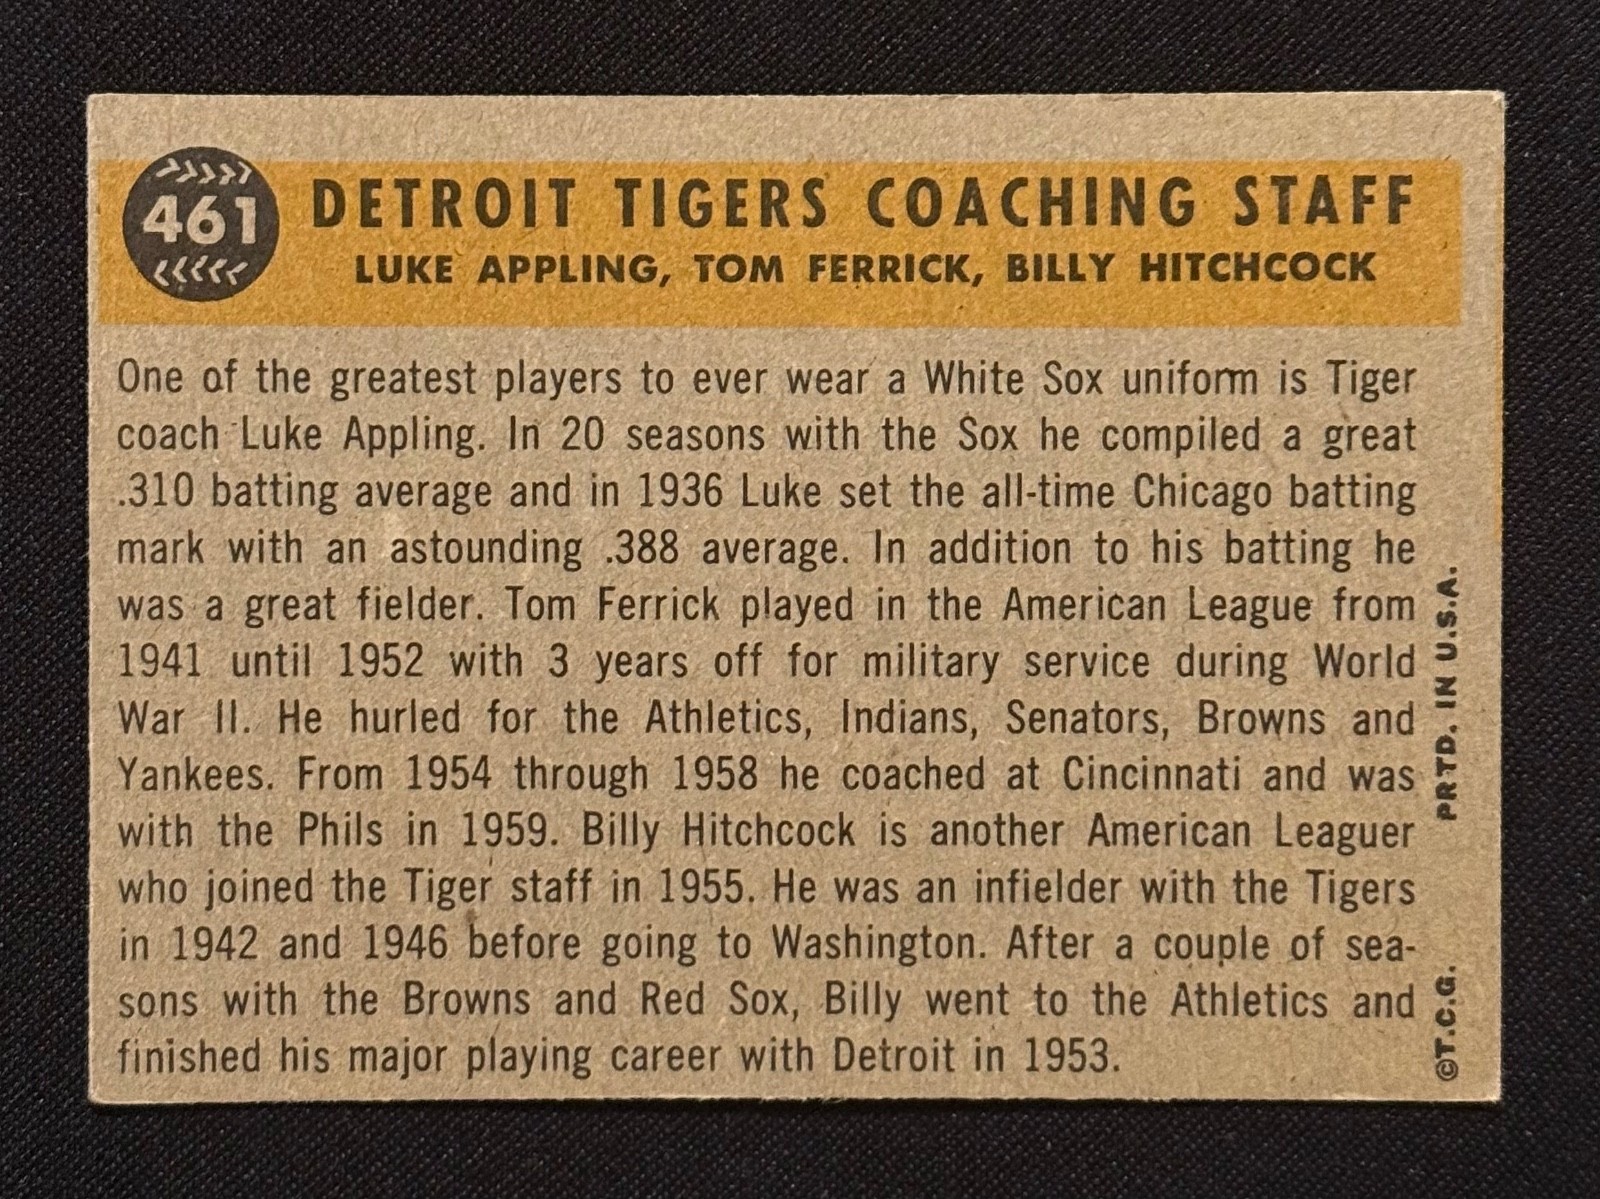 461
DETROIT TIGERS COACHING STAFF
LUKE APPLING, TOM FERRICK, BILLY HITCHCOCK
One of the greatest players to ever wear a White Sox uniform is Tiger
coach Luke Appling. In 20 seasons with the Sox he compiled a great
.310 batting average and in 1936 Luke set the all-time Chicago batting
mark with an astounding .388 average. In addition to his batting he
was a great fielder. Tom Ferrick played in the American League from
1941 until 1952 with 3 years off for military service during World
War II. He hurled for the Athletics, Indians, Senators, Browns and
Yankees. From 1954 through 1958 he coached at Cincinnati and was
with the Phils in 1959. Billy Hitchcock is another American Leaguer
who joined the Tiger staff in 1955. He was an infielder with the Tigers
in 1942 and 1946 before going to Washington. After a couple of sea-
sons with the Browns and Red Sox, Billy went to the Athletics and
finished his major playing career with Detroit in 1953.
©T.C.G. PRTD. IN U.S.A.